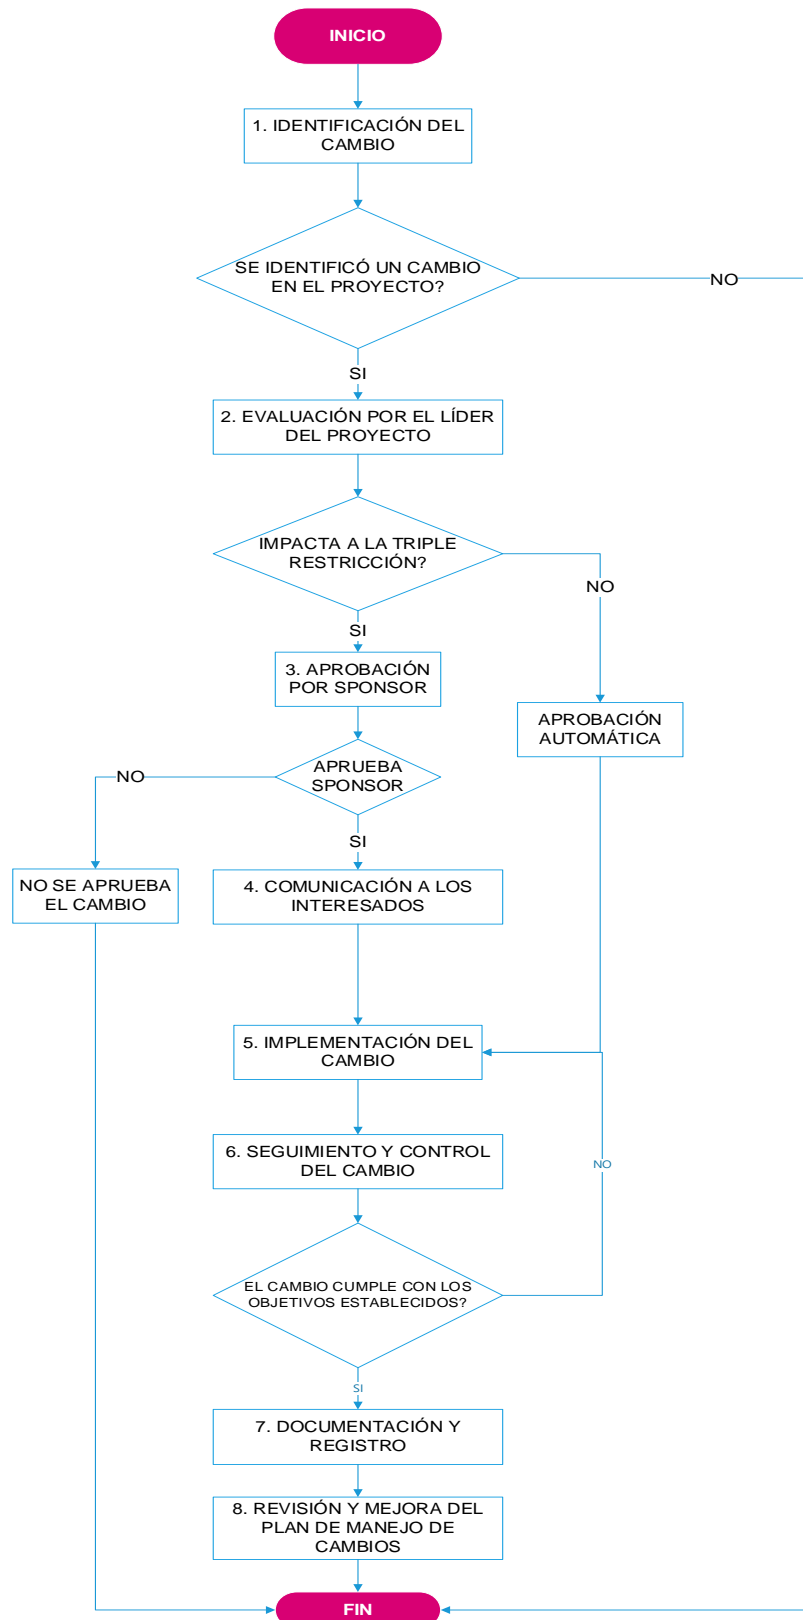 INICIO
1. IDENTIFICACIÓN DEL
CAMBIO
SE IDENTIFICÓ UN CAMBIO
EN EL PROYECTO?
NO
SI
2. EVALUACIÓN POR EL LÍDER
DEL PROYECTO
IMPACTA A LA TRIPLE
RESTRICCIÓN?
NO
SI
3. APROBACIÓN
POR SPONSOR
APROBACIÓN
AUTOMÁTICA
APRUEBA
SPONSOR
NO
SI
NO SE APRUEBA
EL CAMBIO
4. COMUNICACIÓN A LOS
INTERESADOS
5. IMPLEMENTACIÓN DEL
CAMBIO
6. SEGUIMIENTO Y CONTROL
DEL CAMBIO
NO
EL CAMBIO CUMPLE CON LOS
OBJETIVOS ESTABLECIDOS?
SI
7. DOCUMENTACIÓN Y
REGISTRO
8. REVISIÓN Y MEJORA DEL
PLAN DE MANEJO DE
CAMBIOS
FIN